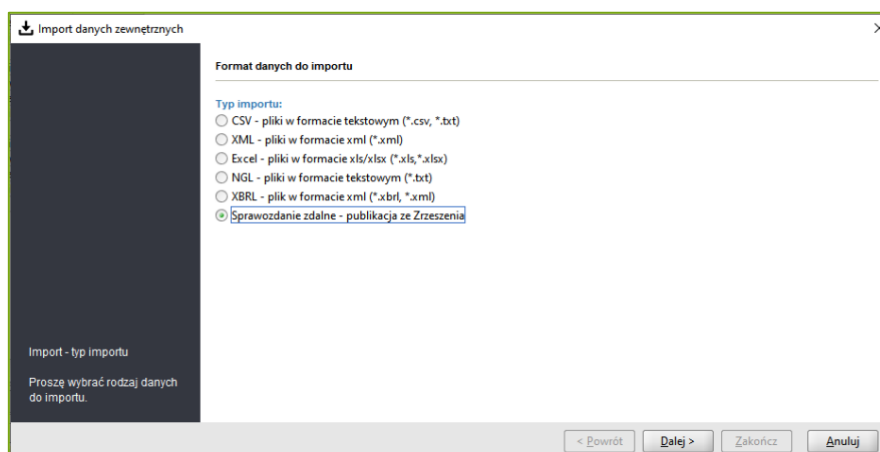 Import danych zewnętrznych
Format danych do importu
Typ importu:
CSV - pliki w formacie tekstowym (*.csv, *.txt)
XML - pliki w formacie xml (*.xml)
Excel - pliki w formacie xls/xlsx (*.xls,*.xlsx)
NGL - pliki w formacie tekstowym (*.txt)
XBRL - plik w formacie xml (*.xbrl, *.xml)
Sprawozdanie zdalne - publikacja ze Zrzeszenia
Import - typ importu
Proszę wybrać rodzaj danych
do importu.
< Powrót Dalej > Zakończ Anuluj